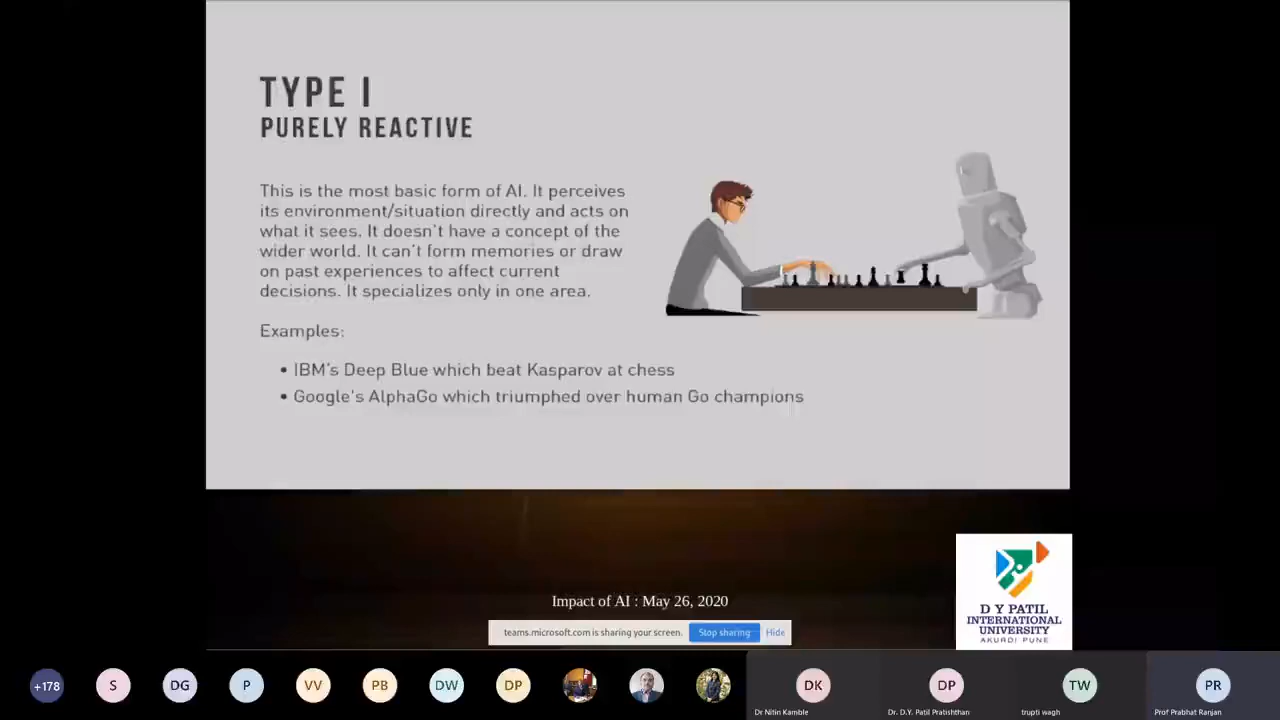 TYPE I
PURELY REACTIVE
This is the most basic form of AI. It perceives
its environment/situation directly and acts on
what it sees. It doesn't have a concept of the
wider world. It can't form memories or draw
on past experiences to affect current
decisions. It specializes only in one area.
Examples:
• IBM's Deep Blue which beat Kasparov at chess
• Google's AlphaGo which triumphed over human Go champions
D Y PATIL
INTERNATIONAL
UNIVERSITY
AKURDI PUNE
Impact of AI : May 26, 2020
teams.microsoft.com is sharing your screen. Stop sharing Hide
+178 S DG P VV PB DW DP DK DP TW PR
Dr Nitin Kamble Dr. D.Y. Patil Pratishthan trupti wagh Prof Prabhat Ranjan